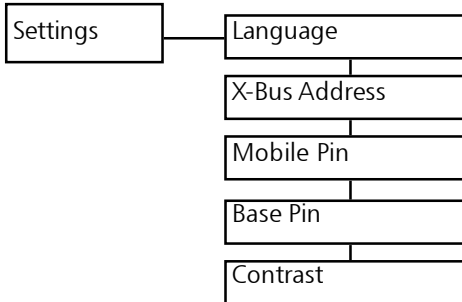 Settings
Language
X-Bus Address
Mobile Pin
Base Pin
Contrast